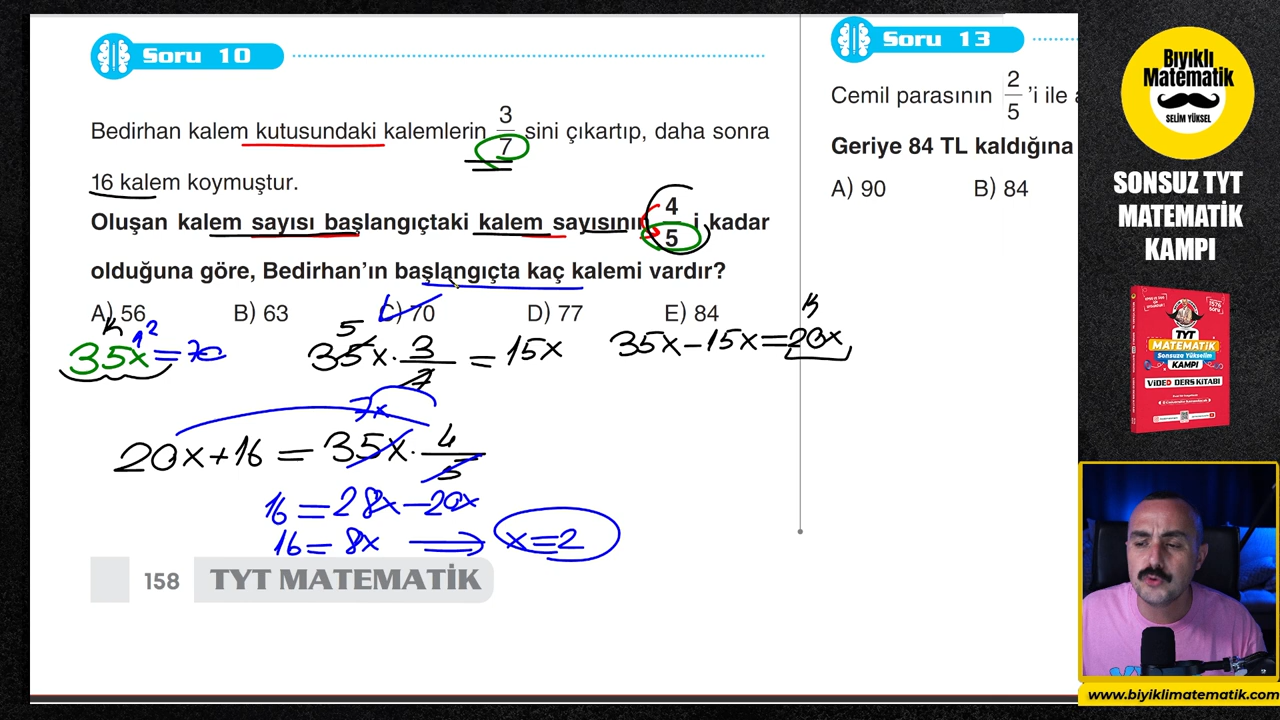 Soru 10
Bedirhan kalem kutusundaki kalemlerin 3/7 sini çıkartıp, daha sonra
16 kalem koymuştur.
Oluşan kalem sayısı başlangıçtaki kalem sayısının 4/5 i kadar
olduğuna göre, Bedirhan'ın başlangıçta kaç kalemi vardır?
A) 56 B) 63 C) 70 D) 77 E) 84
35x = 70
35x · 3/7 = 15x
35x – 15x = 20x
20x + 16 = 35x · 4/5
16 = 28x – 20x
16 = 8x ⟹ x = 2
158 TYT MATEMATİK
Soru 13
Cemil parasının 2/5 'i ile
Geriye 84 TL kaldığına
A) 90 B) 84
Bıyıklı
Matematik
SELİM YÜKSEL
SONSUZ TYT
MATEMATİK
KAMPI
TYT
MATEMATİK
Sonsuza Yükselim
KAMPI
VİDEO DERS KİTABI
www.biyiklimatematik.com